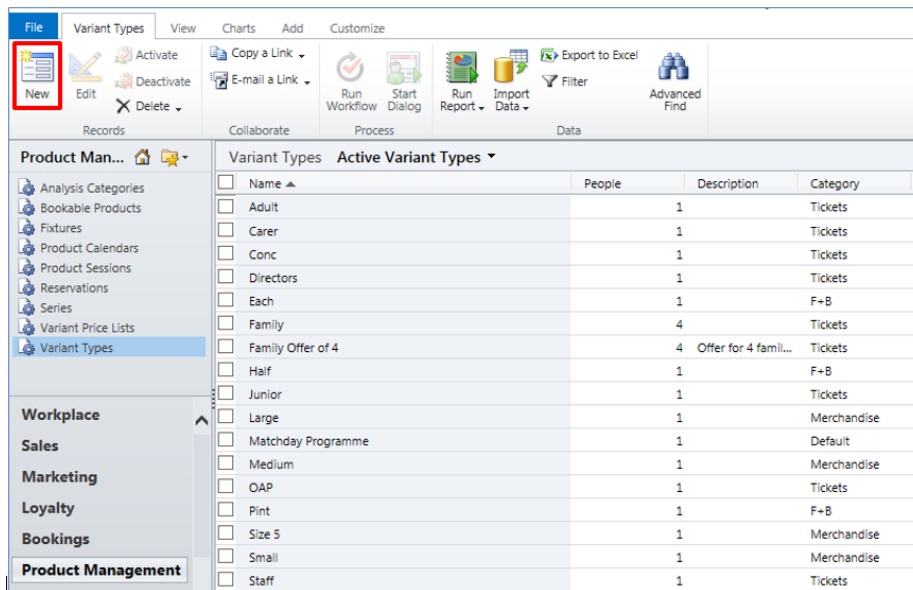 File Variant Types View Charts Add Customize
New
Edit
Activate
Deactivate
Delete
Records
Copy a Link
E-mail a Link
Collaborate
Run Workflow
Start Dialog
Process
Run Report
Import Data
Export to Excel
Filter
Advanced Find
Data
Product Man...
Analysis Categories
Bookable Products
Fixtures
Product Calendars
Product Sessions
Reservations
Series
Variant Price Lists
Variant Types
Workplace
Sales
Marketing
Loyalty
Bookings
Product Management
Variant Types Active Variant Types
Name People Description Category
Adult 1 Tickets
Carer 1 Tickets
Conc 1 Tickets
Directors 1 Tickets
Each 1 F+B
Family 4 Tickets
Family Offer of 4 4 Offer for 4 famil... Tickets
Half 1 F+B
Junior 1 Tickets
Large 1 Merchandise
Matchday Programme 1 Default
Medium 1 Merchandise
OAP 1 Tickets
Pint 1 F+B
Size 5 1 Merchandise
Small 1 Merchandise
Staff 1 Tickets